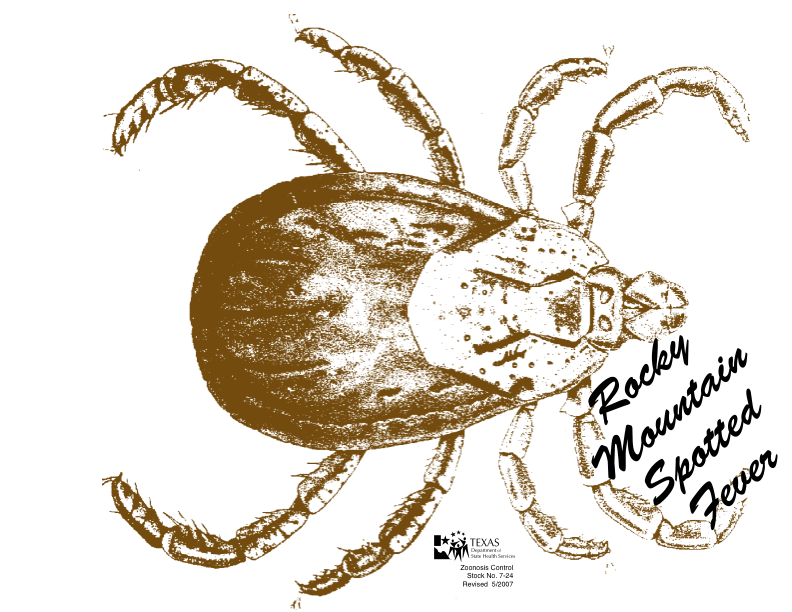 Rocky
Mountain
Spotted
Fever
TEXAS
Department of
State Health Services
Zoonosis Control
Stock No. 7-24
Revised 5/2007